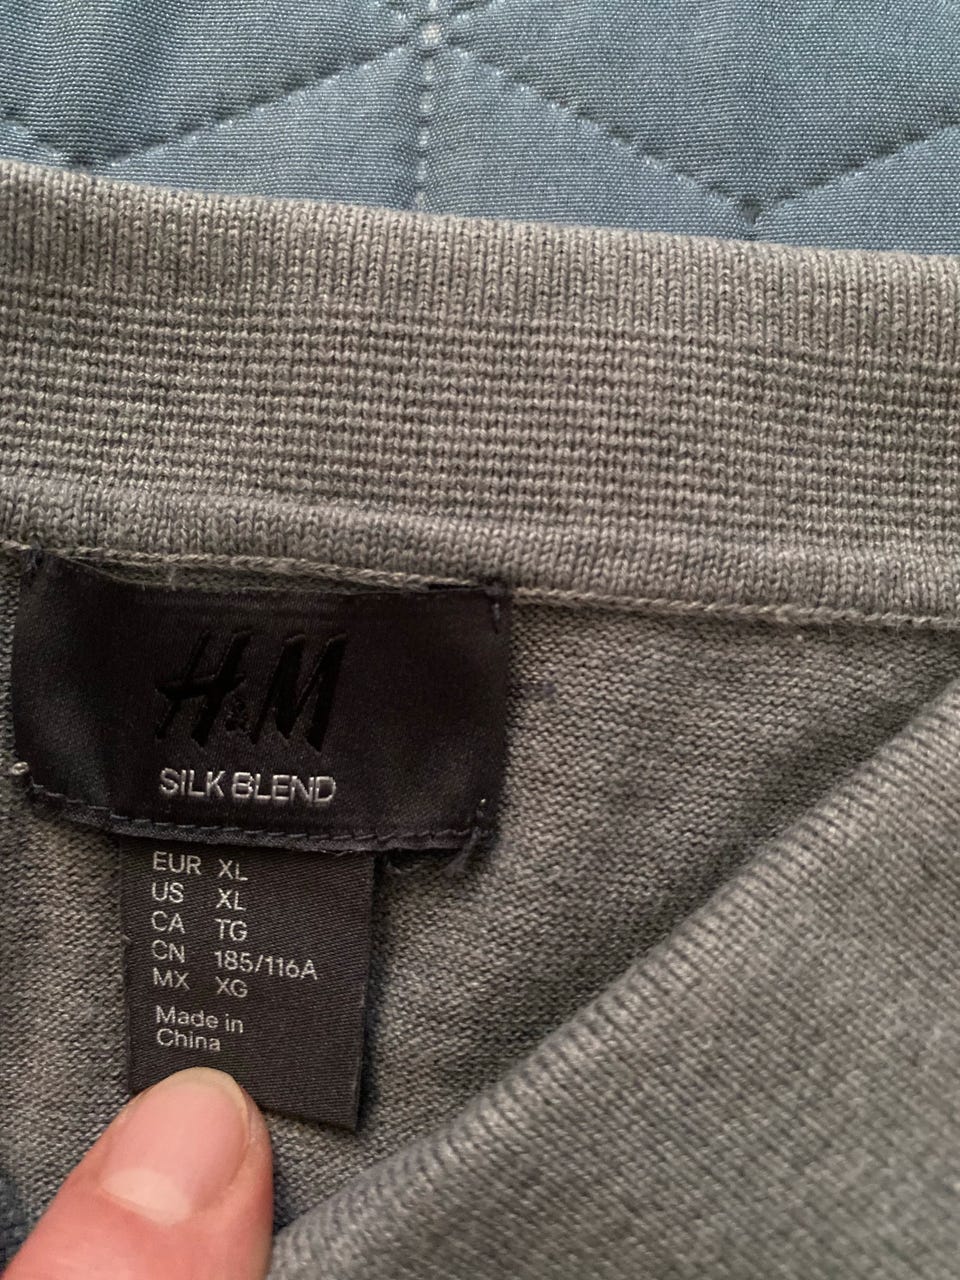 H&M
SILK BLEND
EUR XL
US XL
CA TG
CN 185/116A
MX XG
Made in
China